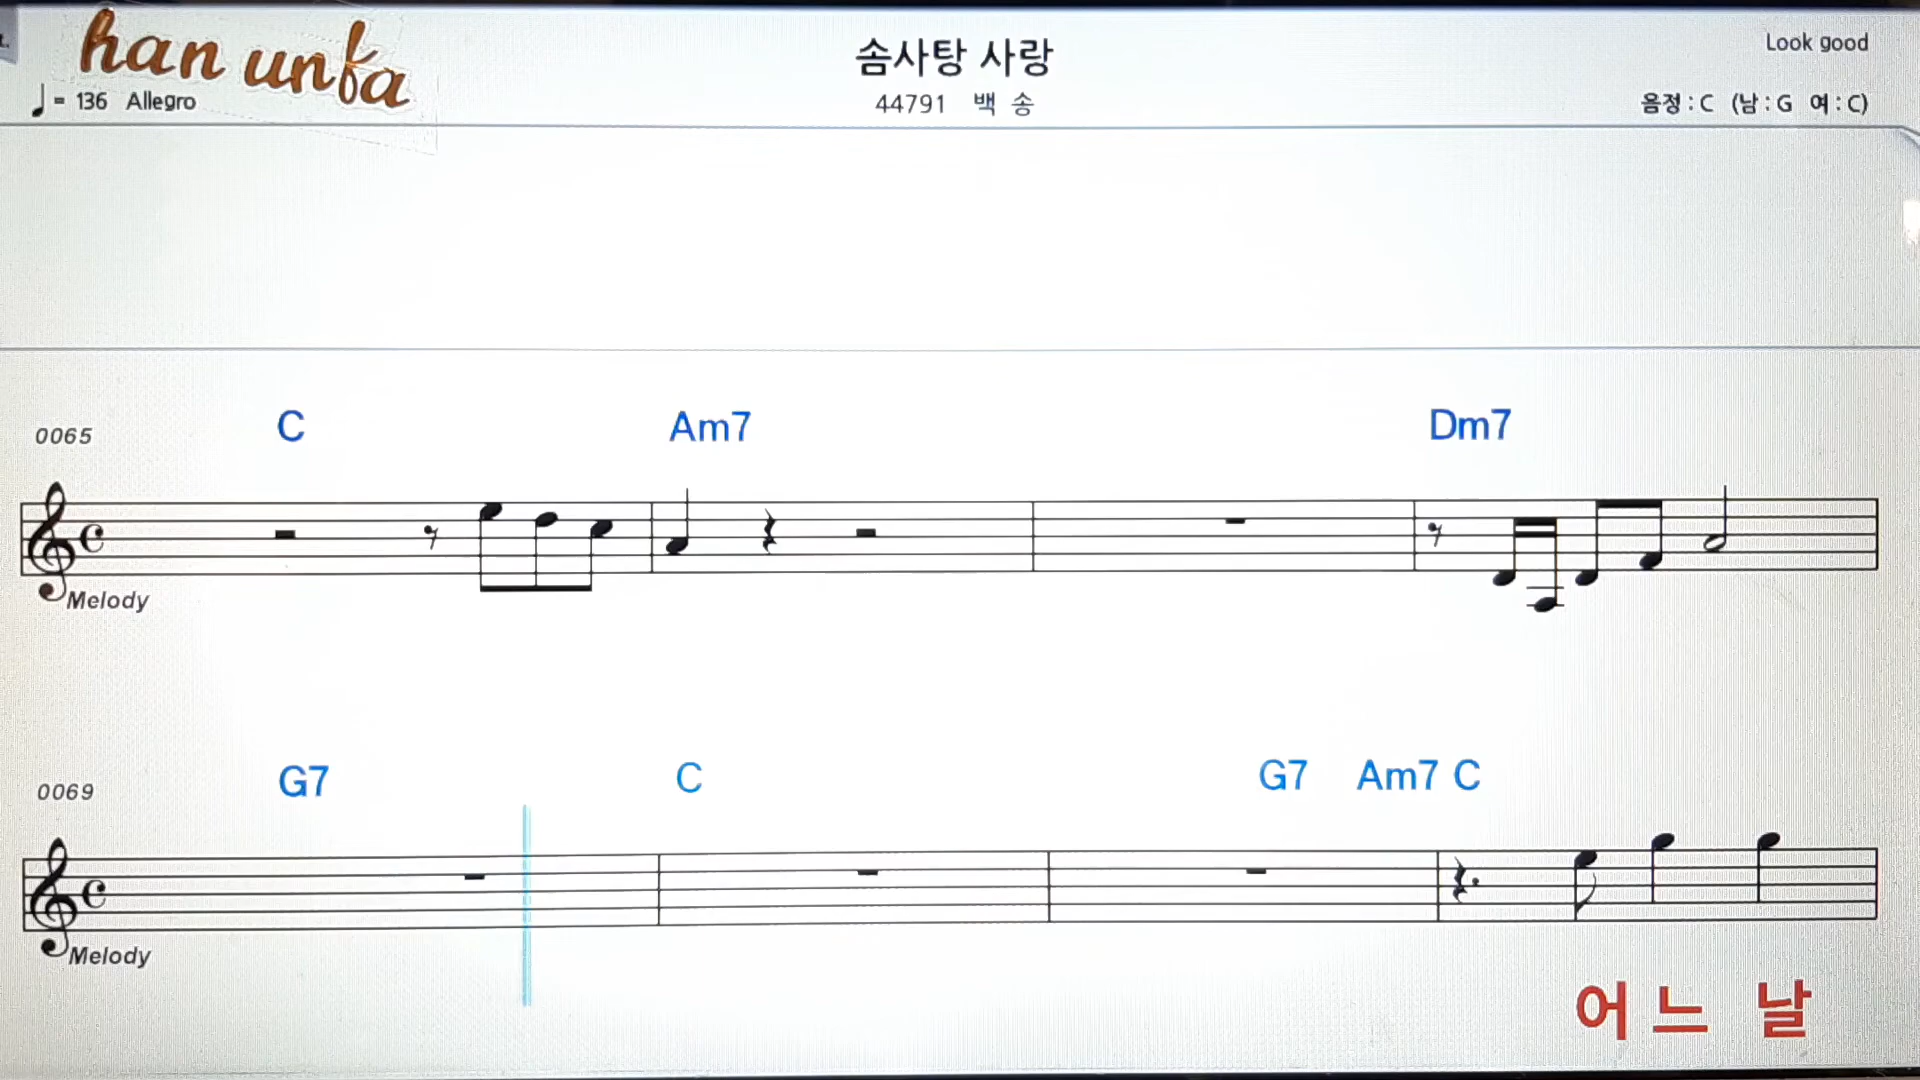 han unfa
솜사탕 사랑
Look good
♩ = 136 Allegro
44791 백 송
음정 : C (남 : G 여 : C)
0065 C Am7 Dm7
Melody
0069 G7 C G7 Am7 C
Melody
어 느 날